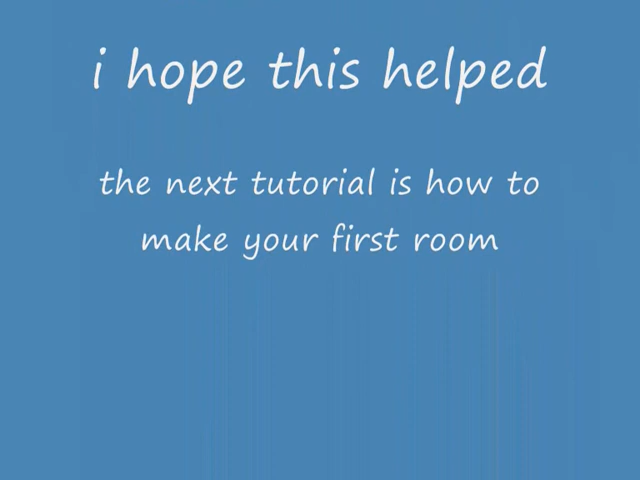 i hope this helped
the next tutorial is how to
make your first room